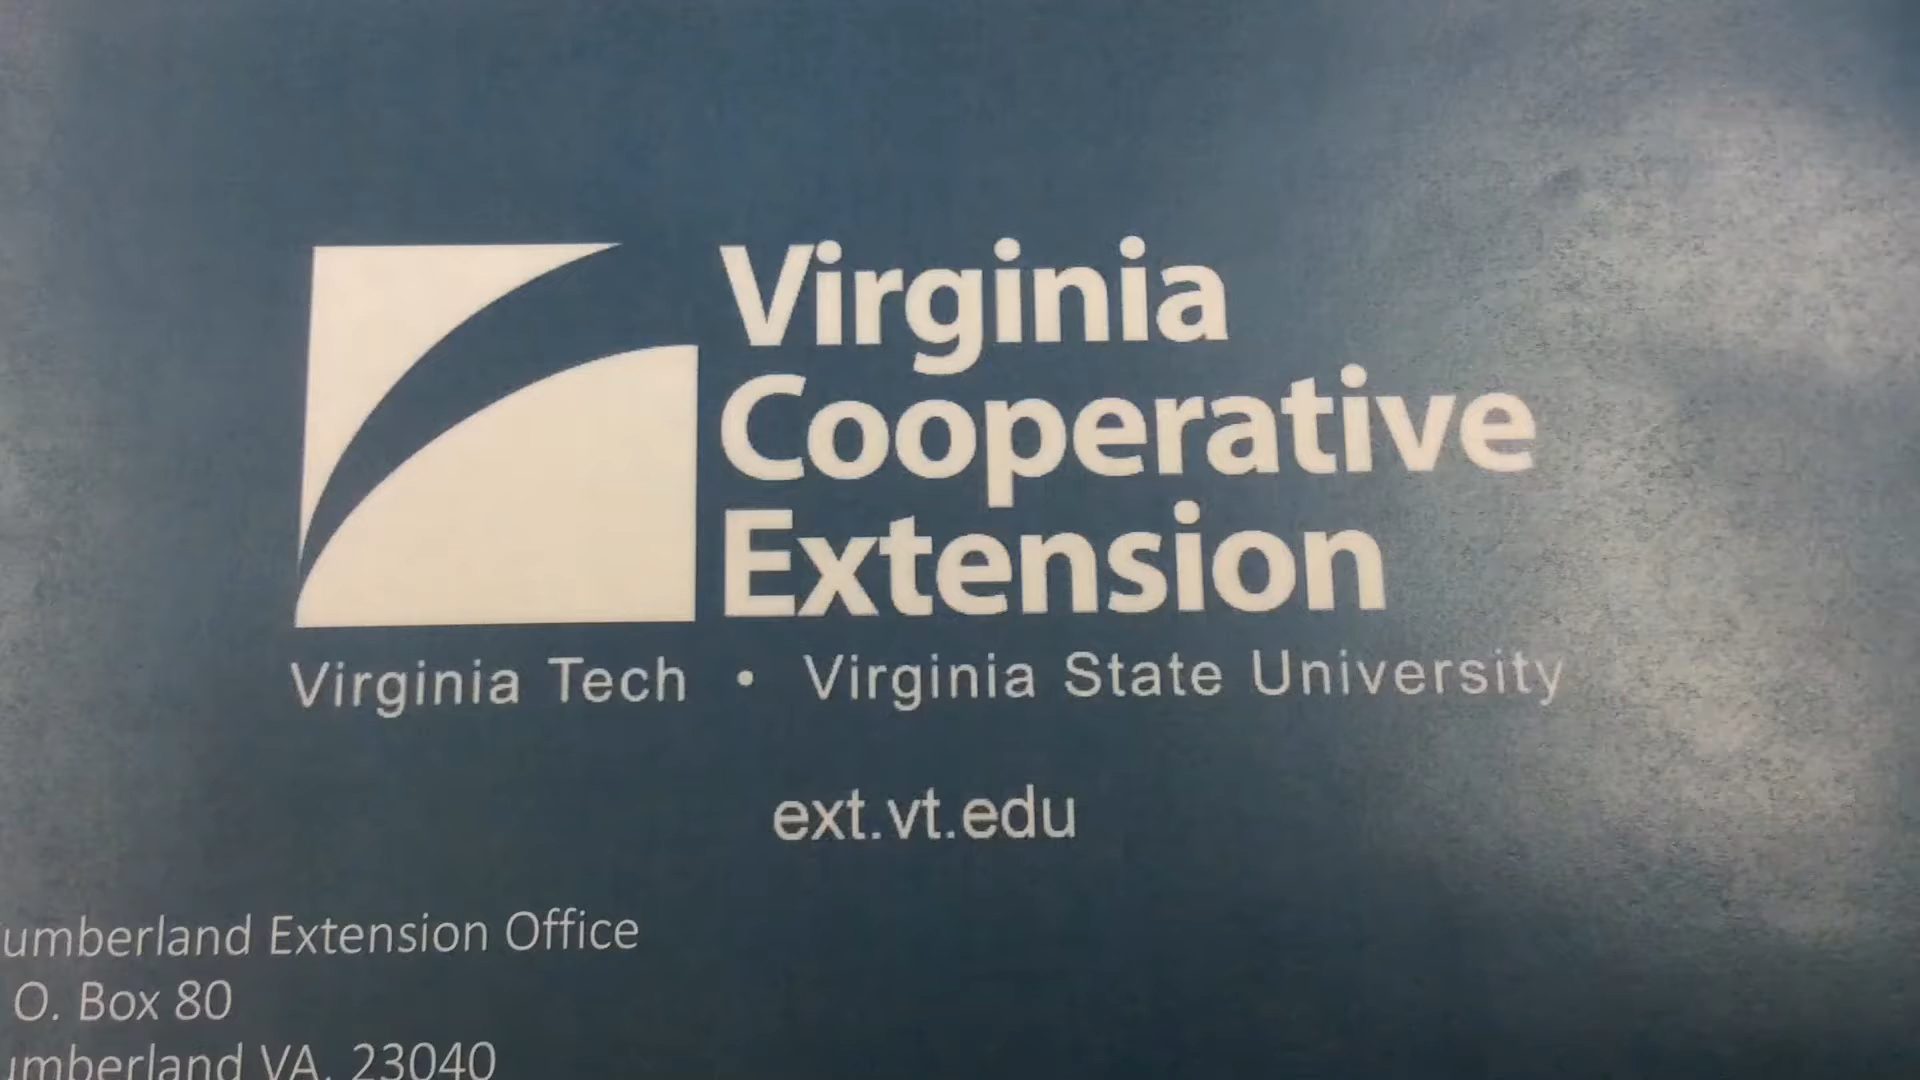 Virginia
Cooperative
Extension
Virginia Tech • Virginia State University
ext.vt.edu
umberland Extension Office
O. Box 80
umberland VA, 23040